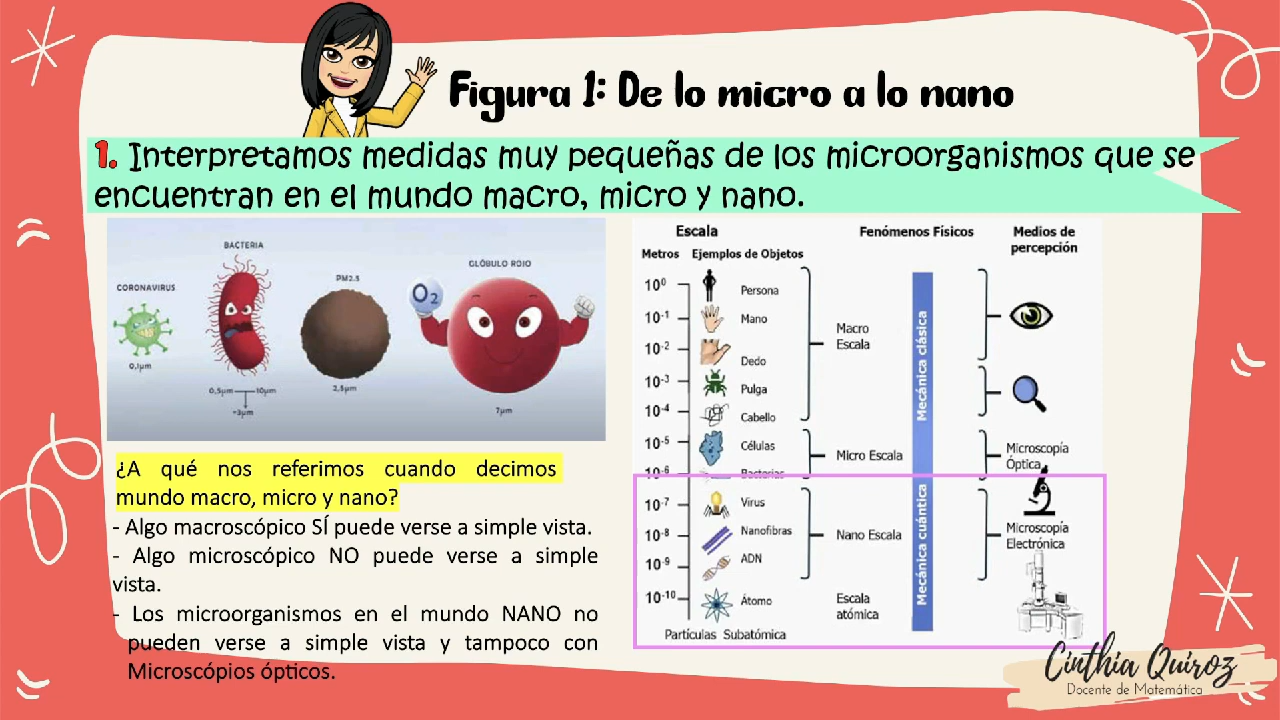 Figura 1: De lo micro a lo nano
1. Interpretamos medidas muy pequeñas de los microorganismos que se
encuentran en el mundo macro, micro y nano.
CORONAVIRUS
0,1μm
BACTERIA
0,5μm 10μm
~3μm
PM2.5
2,5μm
O2
GLÓBULO ROJO
7μm
¿A qué nos referimos cuando decimos
mundo macro, micro y nano?
- Algo macroscópico SÍ puede verse a simple vista.
- Algo microscópico NO puede verse a simple
vista.
- Los microorganismos en el mundo NANO no
pueden verse a simple vista y tampoco con
Microscópios ópticos.
Escala
Fenómenos Físicos
Medios de
percepción
Metros Ejemplos de Objetos
10⁰ Persona
10⁻¹ Mano
10⁻² Dedo
10⁻³ Pulga
10⁻⁴ Cabello
10⁻⁵ Células
10⁻⁶ Bacterias
10⁻⁷ Virus
10⁻⁸ Nanofibras
10⁻⁹ ADN
10⁻¹⁰ Átomo
Partículas Subatómica
Macro
Escala
Micro Escala
Nano Escala
Escala
atómica
Mecánica clásica
Mecánica cuántica
Microscopía
Óptica
Microscopía
Electrónica
Cinthia Quiroz
Docente de Matemática